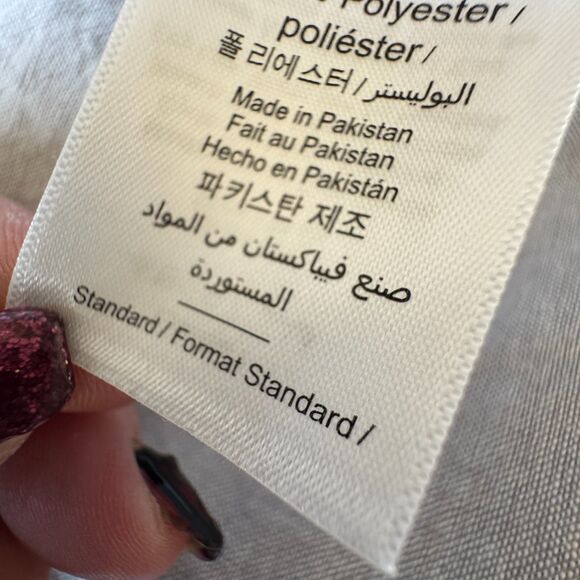 Polyester /
poliéster /
폴리에스터 / البوليستر
Made in Pakistan
Fait au Pakistan
Hecho en Pakistán
파키스탄 제조
صنع فيباكستان من المواد
المستوردة
Standard / Format Standard /